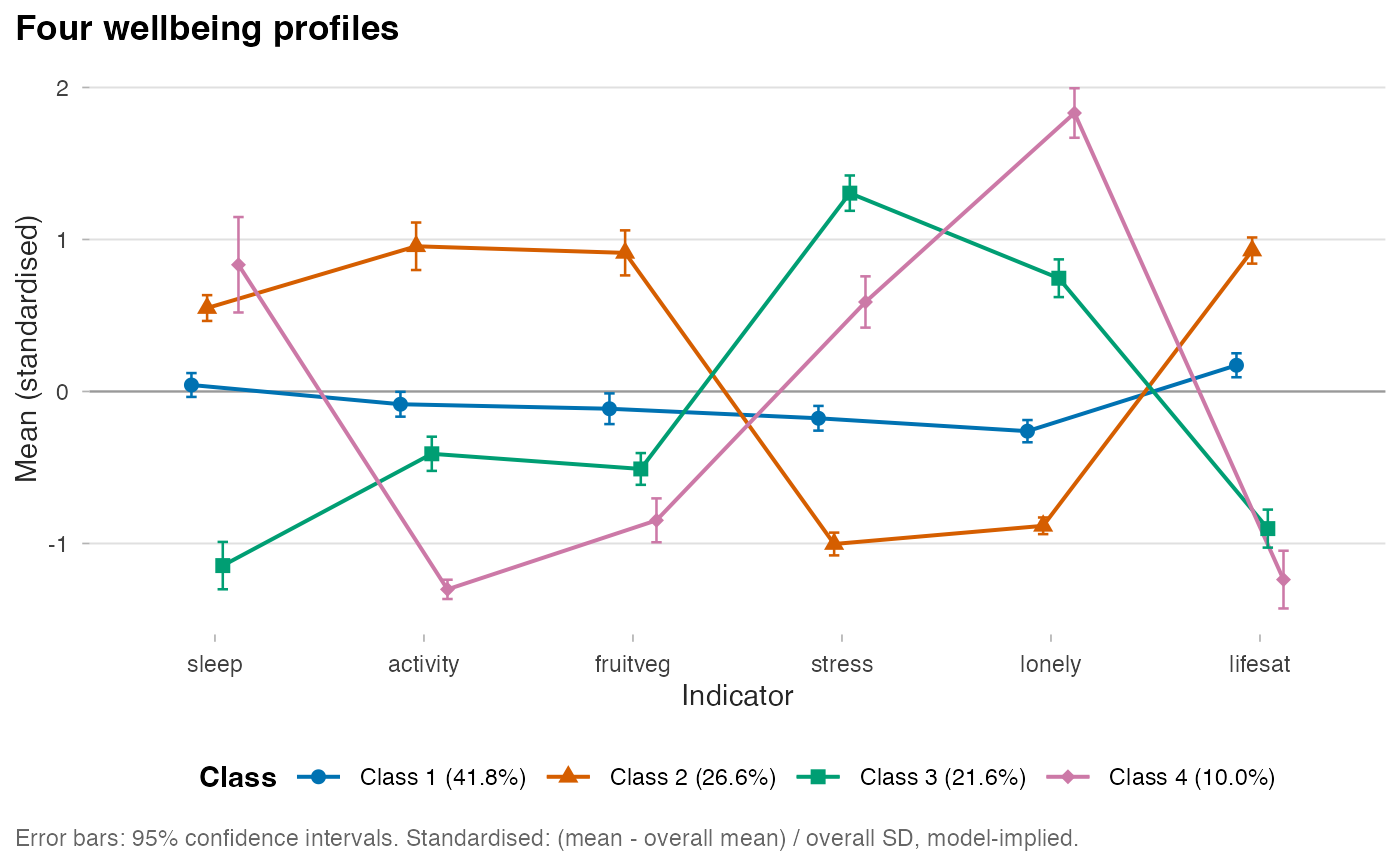 Four wellbeing profiles
2
1
0
-1
Mean (standardised)
sleep activity fruitveg stress lonely lifesat
Indicator
Class Class 1 (41.8%) Class 2 (26.6%) Class 3 (21.6%) Class 4 (10.0%)
Error bars: 95% confidence intervals. Standardised: (mean - overall mean) / overall SD, model-implied.